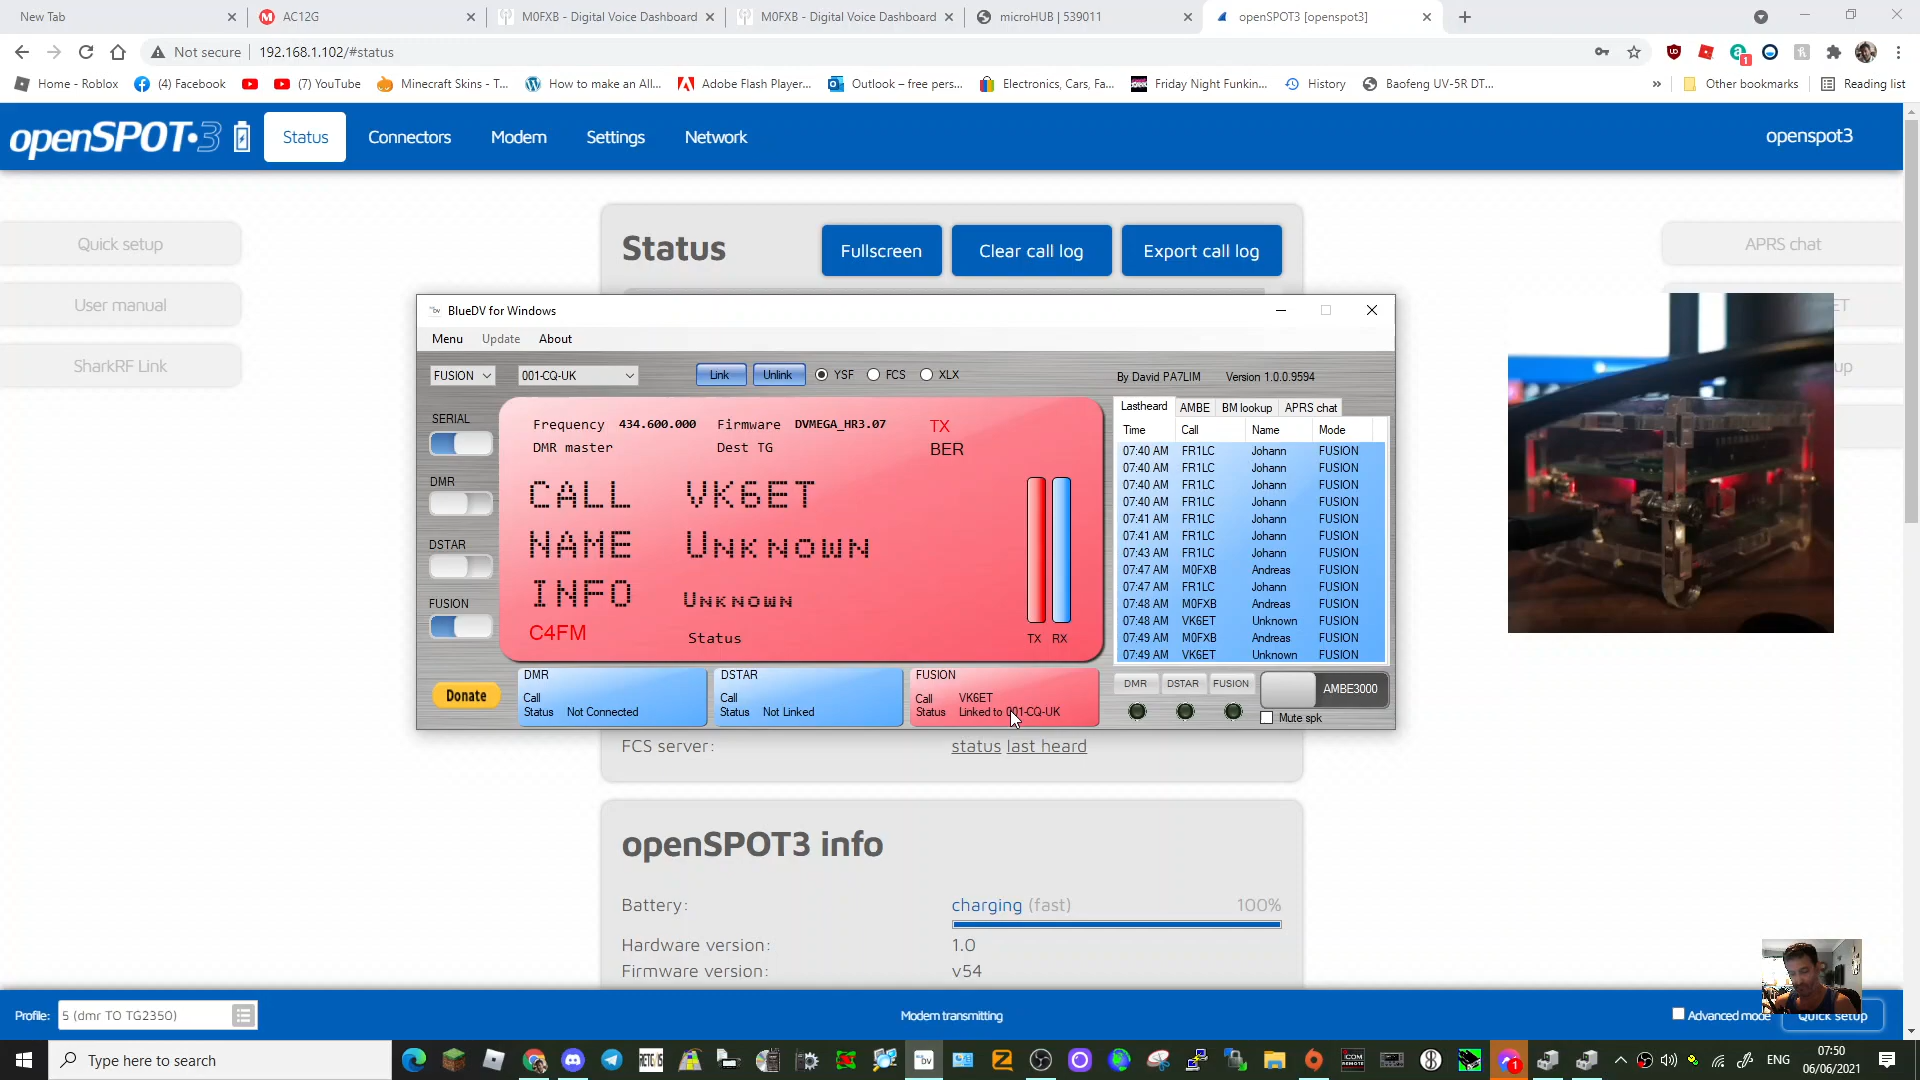 New Tab
AC12G
M0FXB - Digital Voice Dashboard
M0FXB - Digital Voice Dashboard
microHUB | 539011
openSPOT3 [openspot3]
Not secure
192.168.1.102/#status
Home - Roblox
(4) Facebook
(7) YouTube
Minecraft Skins - T...
How to make an All...
Adobe Flash Player...
Outlook – free pers...
Electronics, Cars, Fa...
Friday Night Funkin...
History
Baofeng UV-5R DT...
Other bookmarks
Reading list
openSPOT·3
Status
Connectors
Modem
Settings
Network
openspot3
Quick setup
User manual
SharkRF Link
APRS chat
Status
Fullscreen
Clear call log
Export call log
BlueDV for Windows
Menu
Update
About
FUSION
001-CQ-UK
Link
Unlink
YSF
FCS
XLX
By David PA7LIM
Version 1.0.0.9594
SERIAL
DMR
DSTAR
FUSION
Frequency 434.600.000 Firmware DVMEGA_HR3.07 TX
DMR master Dest TG BER
CALL VK6ET
NAME Unknown
INFO Unknown
C4FM Status
TX RX
Lastheard AMBE BM lookup APRS chat
Time Call Name Mode
07:40 AM FR1LC Johann FUSION
07:40 AM FR1LC Johann FUSION
07:40 AM FR1LC Johann FUSION
07:40 AM FR1LC Johann FUSION
07:41 AM FR1LC Johann FUSION
07:41 AM FR1LC Johann FUSION
07:43 AM FR1LC Johann FUSION
07:47 AM M0FXB Andreas FUSION
07:47 AM FR1LC Johann FUSION
07:48 AM M0FXB Andreas FUSION
07:48 AM VK6ET Unknown FUSION
07:49 AM M0FXB Andreas FUSION
07:49 AM VK6ET Unknown FUSION
Donate
DMR
Call
Status Not Connected
DSTAR
Call
Status Not Linked
FUSION
Call VK6ET
Status Linked to 001-CQ-UK
DMR DSTAR FUSION
AMBE3000
Mute spk
FCS server: status last heard
openSPOT3 info
Battery: charging (fast) 100%
Hardware version: 1.0
Firmware version: v54
Profile: 5 (dmr TO TG2350)
Modem transmitting
Advanced mode
Quick setup
Type here to search
ENG
07:50
06/06/2021